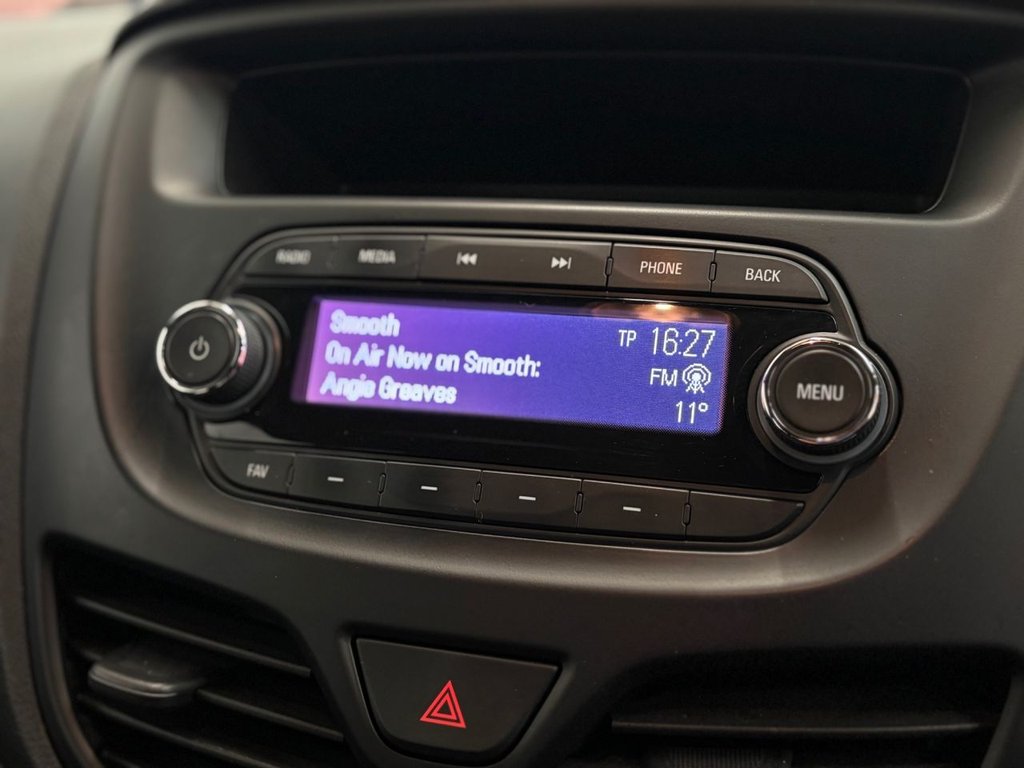 RADIO MEDIA PHONE BACK
Smooth
On Air Now on Smooth:
Angie Greaves
TP 16:27
FM
11°
MENU
FAV